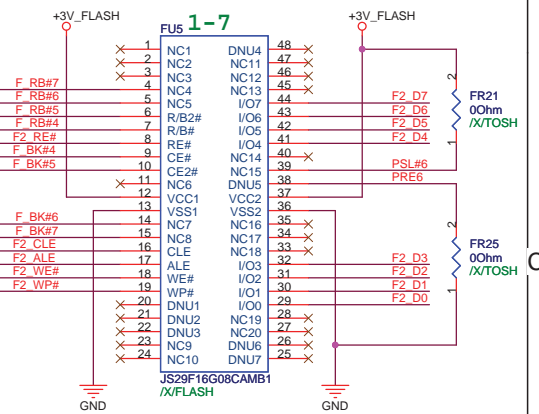 +3V_FLASH +3V_FLASH
FU5 1-7
1 NC1 DNU4 48
2 NC2 NC11 47
3 NC3 NC12 46
F_RB#7 4 NC4 NC13 45
F_RB#6 5 NC5 I/O7 44 F2_D7
F_RB#5 6 R/B2# I/O6 43 F2_D6
F_RB#4 7 R/B# I/O5 42 F2_D5
F2_RE# 8 RE# I/O4 41 F2_D4
F_BK#4 9 CE# NC14 40
F_BK#5 10 CE2# NC15 39 PSL#6
11 NC6 DNU5 38 PRE6
12 VCC1 VCC2 37
13 VSS1 VSS2 36
F_BK#6 14 NC7 NC16 35
F_BK#7 15 NC8 NC17 34
F2_CLE 16 CLE NC18 33
F2_ALE 17 ALE I/O3 32 F2_D3
F2_WE# 18 WE# I/O2 31 F2_D2
F2_WP# 19 WP# I/O1 30 F2_D1
20 DNU1 I/O0 29 F2_D0
21 DNU2 NC19 28
22 DNU3 NC20 27
23 NC9 DNU6 26
24 NC10 DNU7 25
JS29F16G08CAMB1
/X/FLASH
2
FR21
0Ohm
/X/TOSH
1
2
FR25
0Ohm
/X/TOSH
1
GND GND